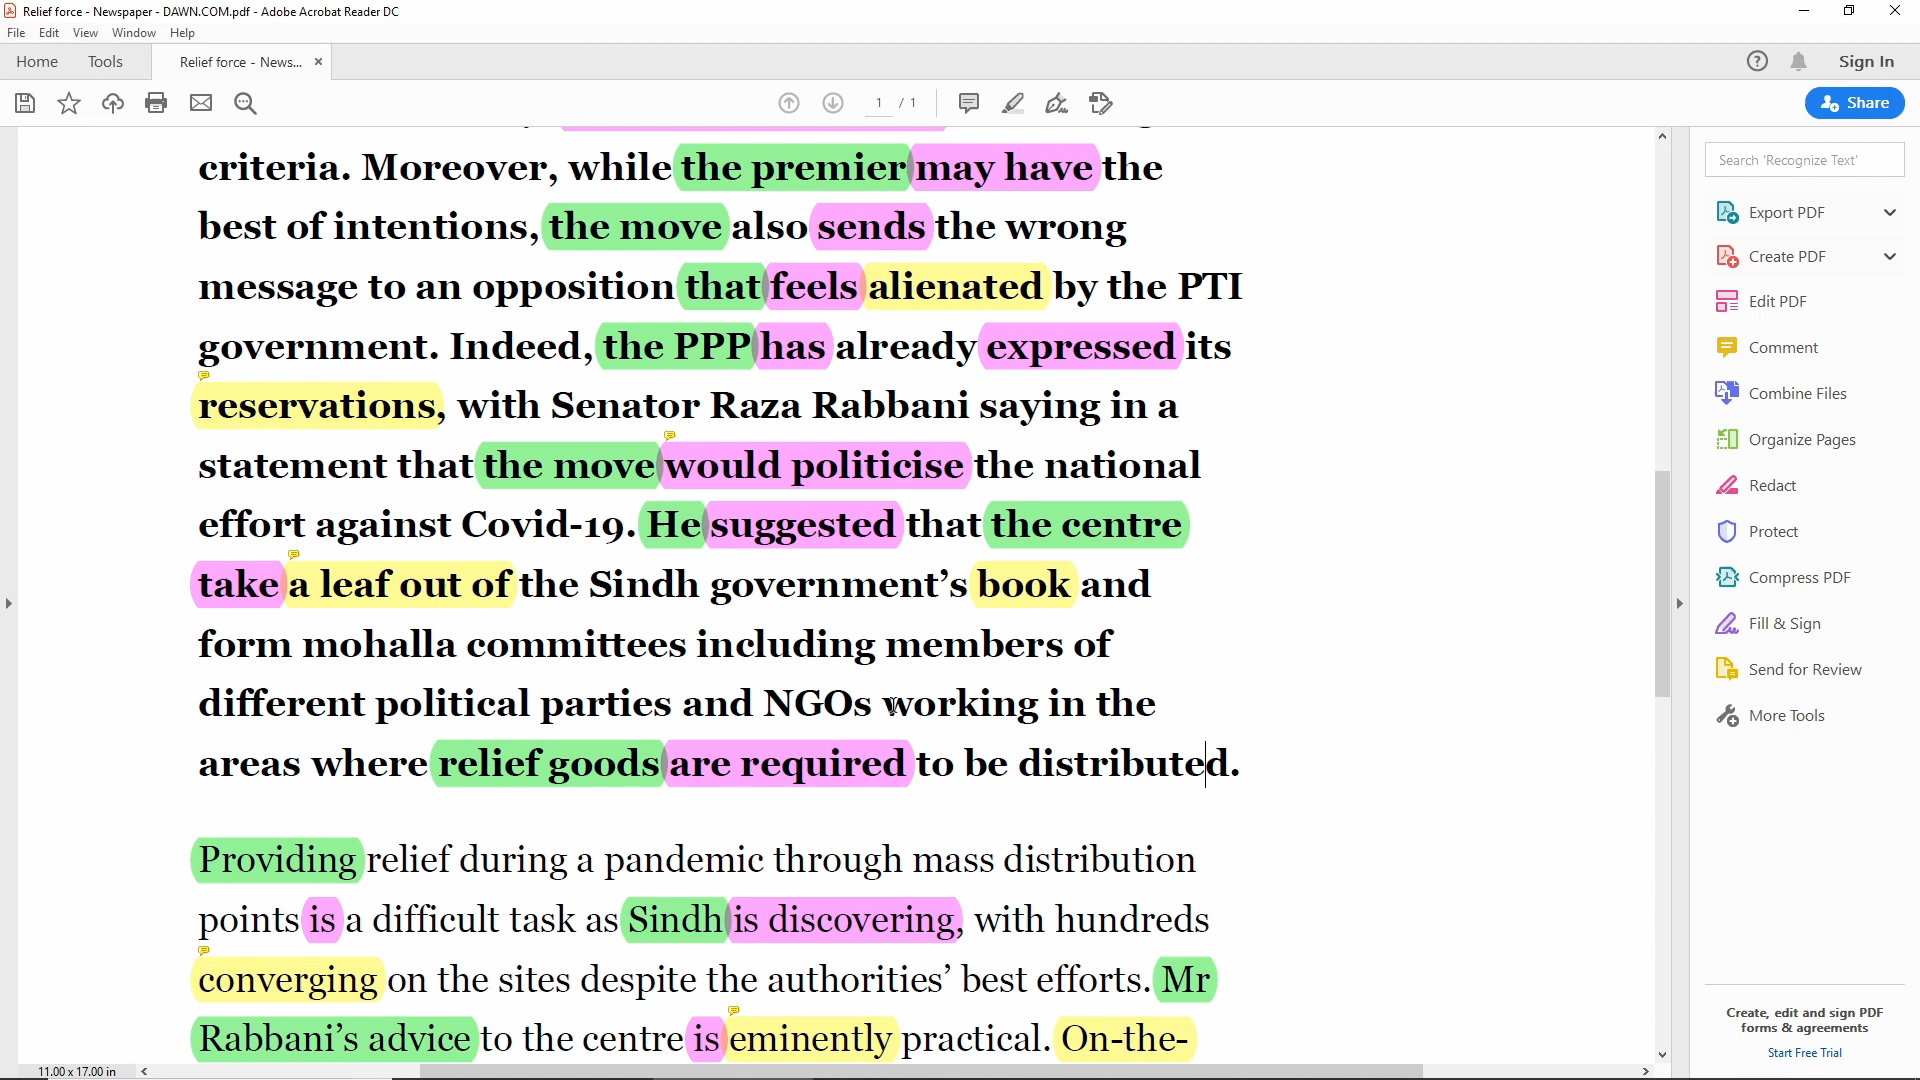 Relief force - Newspaper - DAWN.COM.pdf - Adobe Acrobat Reader DC
File Edit View Window Help
Home Tools Relief force - News... × Sign In
1 / 1 Share
criteria. Moreover, while the premier may have the
best of intentions, the move also sends the wrong
message to an opposition that feels alienated by the PTI
government. Indeed, the PPP has already expressed its
reservations, with Senator Raza Rabbani saying in a
statement that the move would politicise the national
effort against Covid-19. He suggested that the centre
take a leaf out of the Sindh government’s book and
form mohalla committees including members of
different political parties and NGOs working in the
areas where relief goods are required to be distributed.
Providing relief during a pandemic through mass distribution
points is a difficult task as Sindh is discovering, with hundreds
converging on the sites despite the authorities’ best efforts. Mr
Rabbani’s advice to the centre is eminently practical. On-the-
11.00 x 17.00 in
Search 'Recognize Text'
Export PDF
Create PDF
Edit PDF
Comment
Combine Files
Organize Pages
Redact
Protect
Compress PDF
Fill & Sign
Send for Review
More Tools
Create, edit and sign PDF
forms & agreements
Start Free Trial